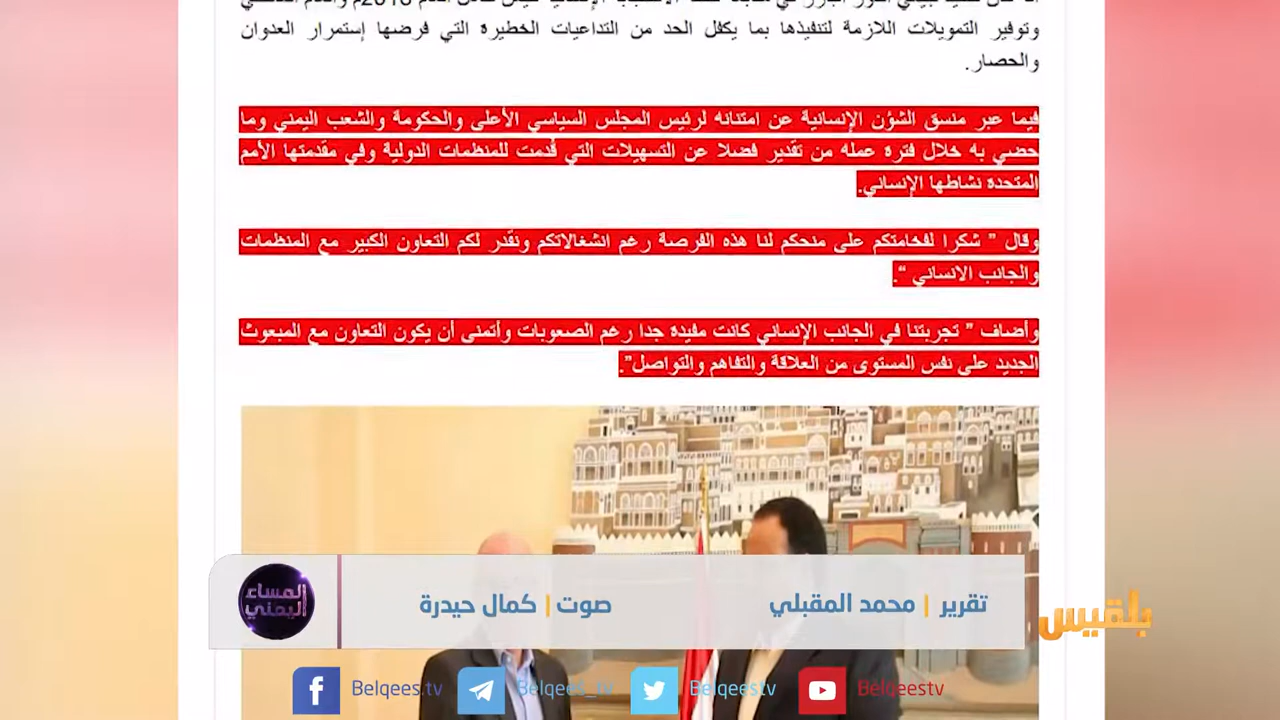 وتوفير التمويلات اللازمة لتنفيذها بما يكفل الحد من التداعيات الخطيرة التي فرضها إستمرار العدوان
والحصار.
فيما عبر منسق الشؤن الإنسانية عن امتنانه لرئيس المجلس السياسي الأعلى والحكومة والشعب اليمني وما
حضي به خلال فترة عمله من تقدير فضلا عن التسهيلات التي قُدمت للمنظمات الدولية وفي مقدمتها الأمم
المتحدة نشاطها الإنساني.
وقال " شكرا لفخامتكم على منحكم لنا هذه الفرصة رغم انشغالاتكم ونقدر لكم التعاون الكبير مع المنظمات
والجانب الانساني “.
وأضاف " تجربتنا في الجانب الإنساني كانت مفيدة جدا رغم الصعوبات وأتمنى أن يكون التعاون مع المبعوث
الجديد على نفس المستوى من العلاقة والتفاهم والتواصل".
تقرير | محمد المقبلي
صوت | كمال حيدرة
المساء اليمني
بلقيس
Belqees.tv
Belqees_tv
Belqeestv
Belqeestv